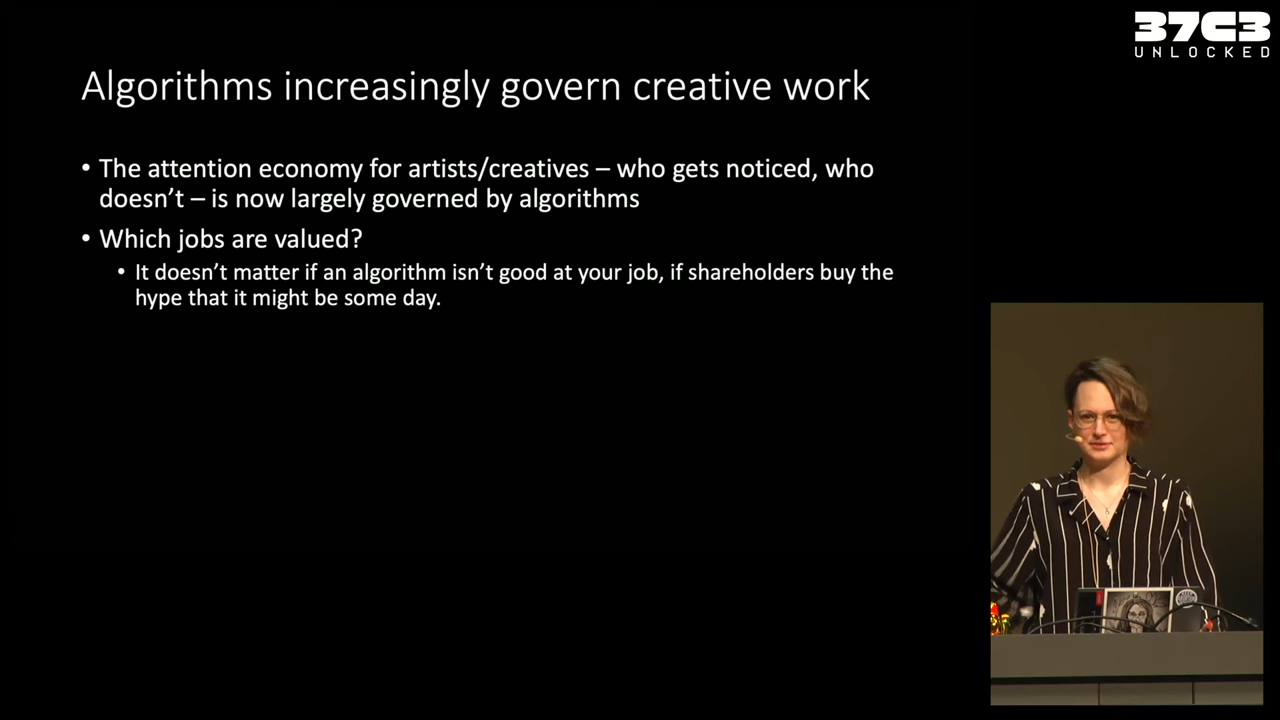 37C3
UNLOCKED
Algorithms increasingly govern creative work
• The attention economy for artists/creatives – who gets noticed, who
doesn’t – is now largely governed by algorithms
• Which jobs are valued?
• It doesn’t matter if an algorithm isn’t good at your job, if shareholders buy the
hype that it might be some day.